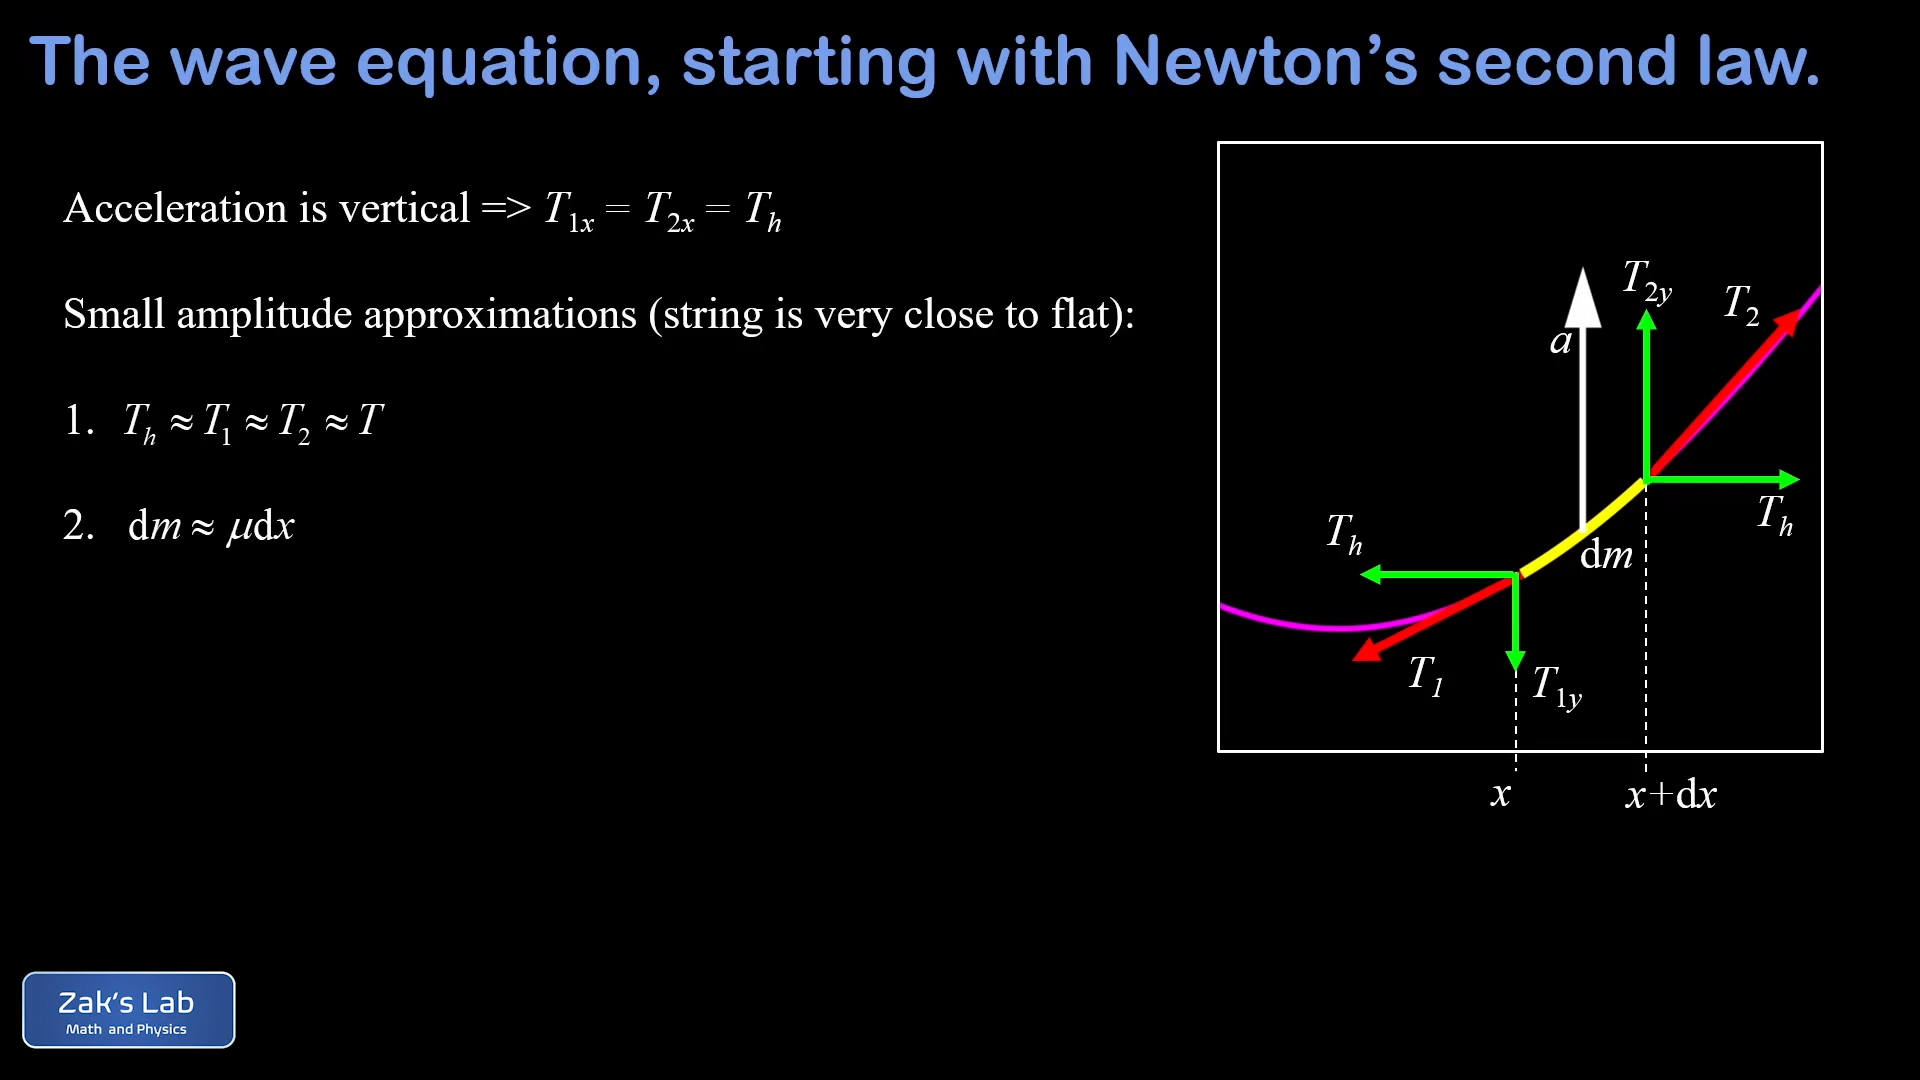 The wave equation, starting with Newton’s second law.
Acceleration is vertical => T₁ₓ = T₂ₓ = Tₕ
Small amplitude approximations (string is very close to flat):
1. Tₕ ≈ T₁ ≈ T₂ ≈ T
2. dm ≈ μdx
T₂y
T₂
a
Tₕ
Tₕ
dm
T₁
T₁y
x
x+dx
Zak’s Lab
Math and Physics